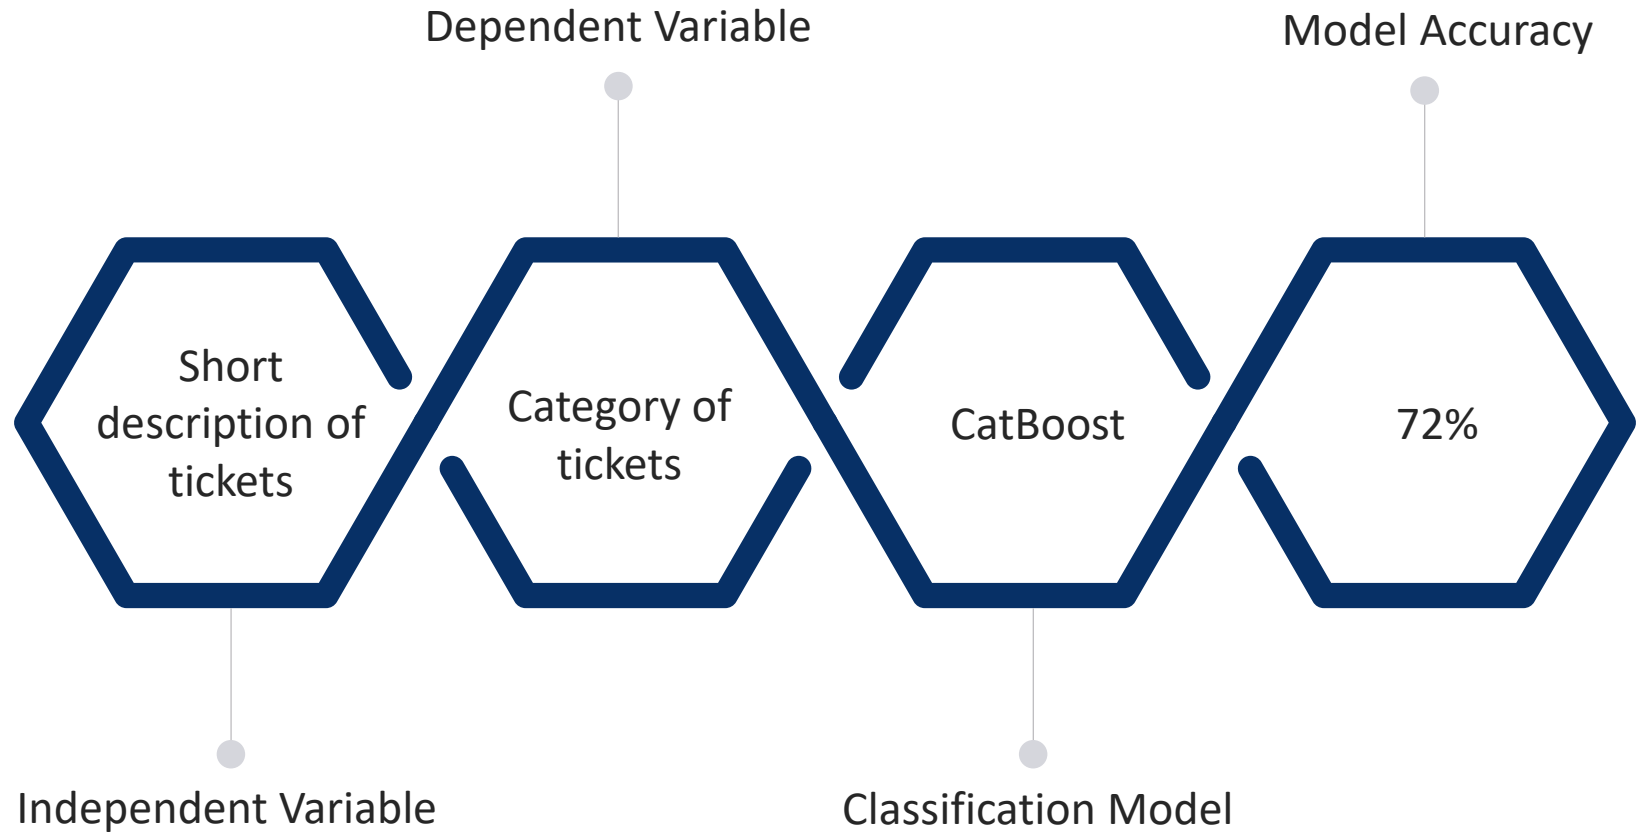 Dependent Variable
Model Accuracy
Short
description of
tickets
Category of
tickets
CatBoost
72%
Independent Variable
Classification Model